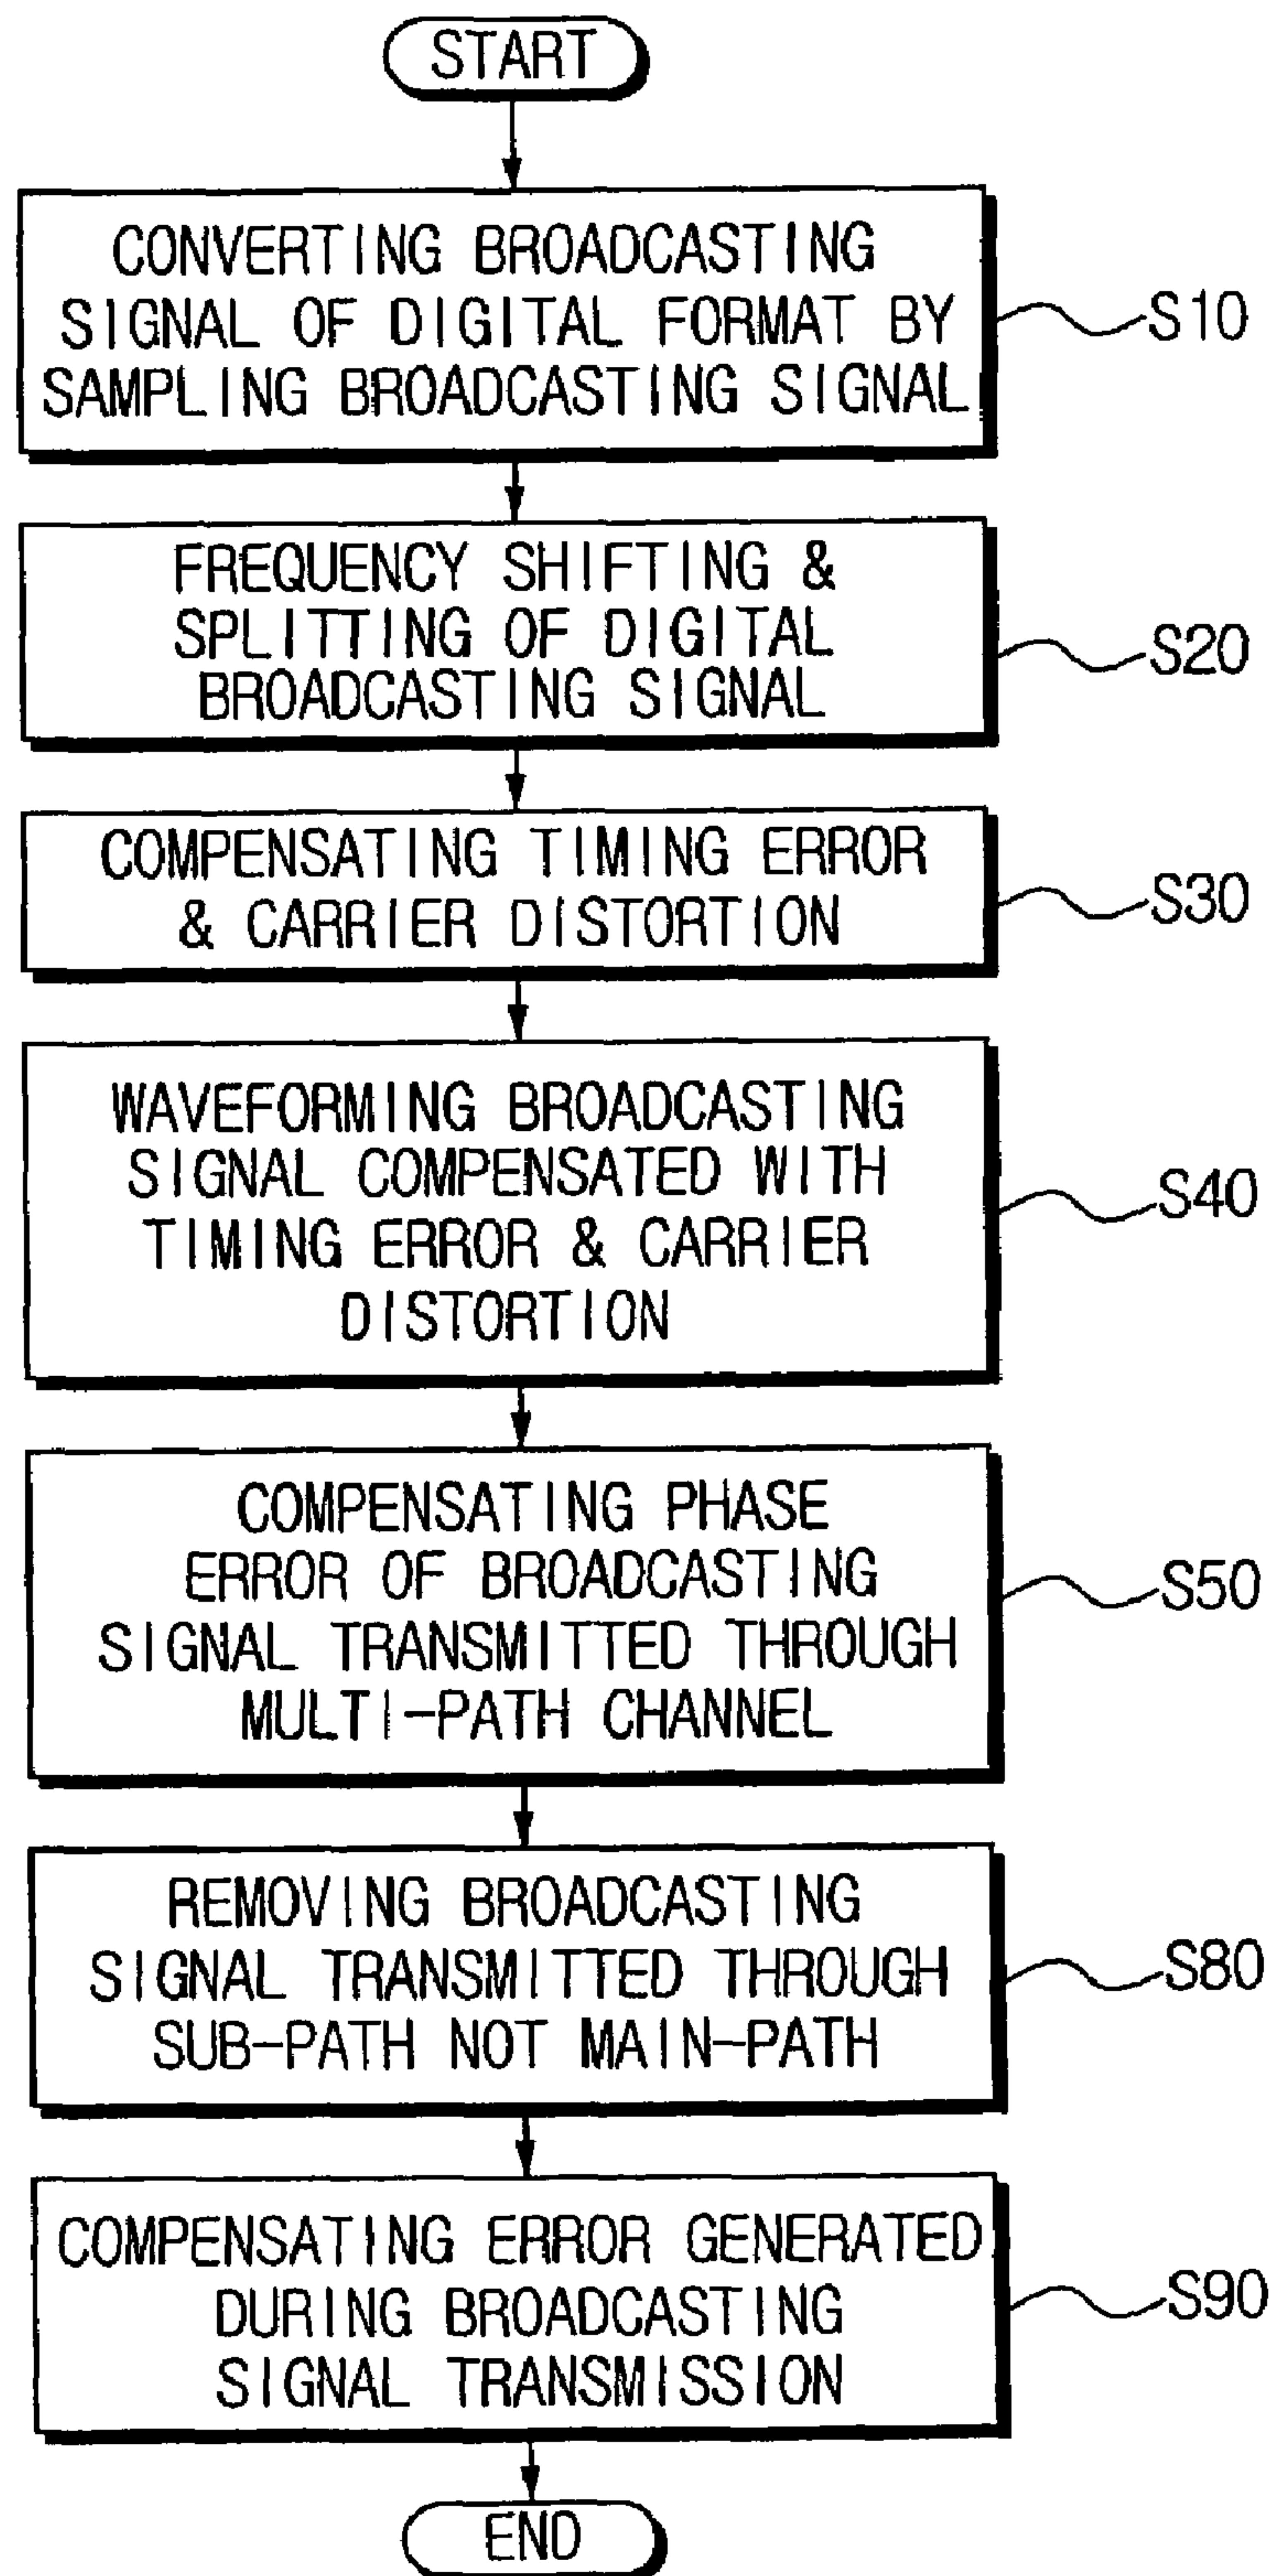 START
CONVERTING BROADCASTING
SIGNAL OF DIGITAL FORMAT BY
SAMPLING BROADCASTING SIGNAL
S10
FREQUENCY SHIFTING &
SPLITTING OF DIGITAL
BROADCASTING SIGNAL
S20
COMPENSATING TIMING ERROR
& CARRIER DISTORTION
S30
WAVEFORMING BROADCASTING
SIGNAL COMPENSATED WITH
TIMING ERROR & CARRIER
DISTORTION
S40
COMPENSATING PHASE
ERROR OF BROADCASTING
SIGNAL TRANSMITTED THROUGH
MULTI-PATH CHANNEL
S50
REMOVING BROADCASTING
SIGNAL TRANSMITTED THROUGH
SUB-PATH NOT MAIN-PATH
S80
COMPENSATING ERROR GENERATED
DURING BROADCASTING
SIGNAL TRANSMISSION
S90
END